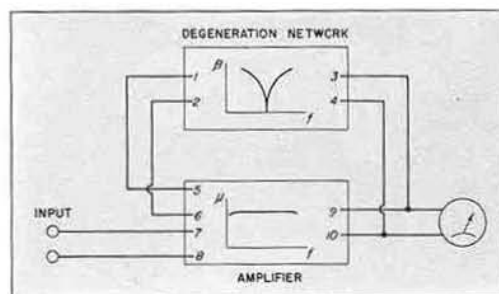 DEGENERATION NETWORK
β
1
2
3
4
f
μ
5
6
7
8
9
10
f
INPUT
AMPLIFIER